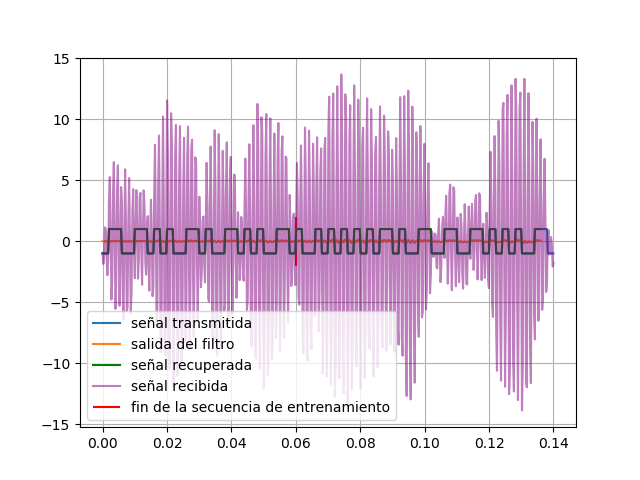 15
10
5
0
−5
−10
−15
señal transmitida
salida del filtro
señal recuperada
señal recibida
fin de la secuencia de entrenamiento
0.00 0.02 0.04 0.06 0.08 0.10 0.12 0.14